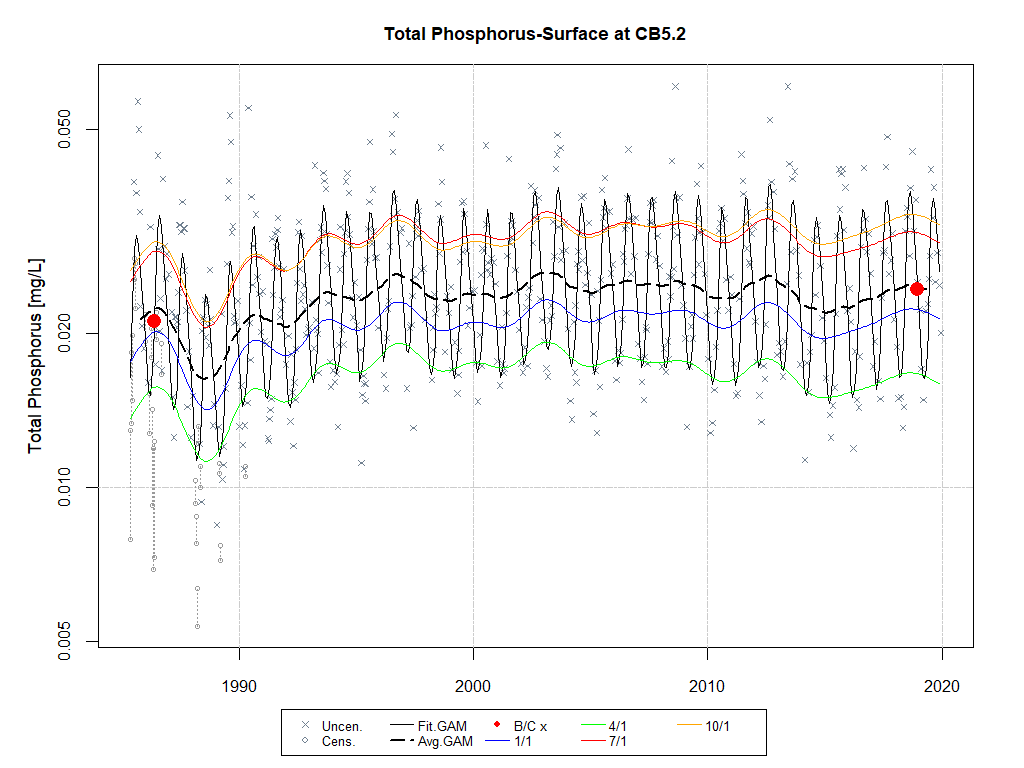 Total Phosphorus-Surface at CB5.2
Total Phosphorus [mg/L]
0.050
0.020
0.010
0.005
1990 2000 2010 2020
Uncen. Fit.GAM B/C x 4/1 10/1
Cens. Avg.GAM 1/1 7/1